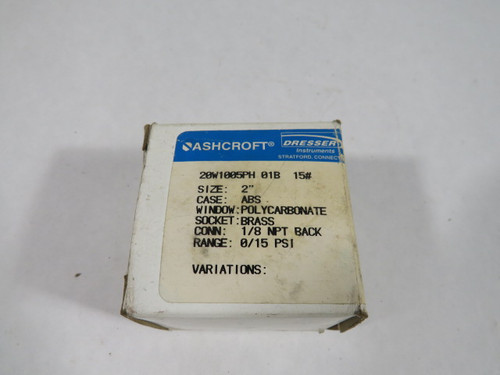 ASHCROFT®
DRESSER
Instruments
STRATFORD,
20W1005PH 01B 15#
SIZE: 2"
CASE: ABS
WINDOW:POLYCARBONATE
SOCKET:BRASS
CONN: 1/8 NPT BACK
RANGE: 0/15 PSI
VARIATIONS: